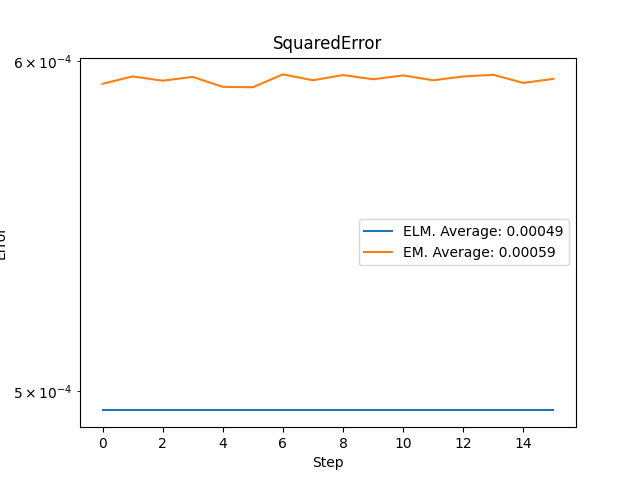 SquaredError
6 × 10⁻⁴
5 × 10⁻⁴
Error
ELM. Average: 0.00049
EM. Average: 0.00059
0 2 4 6 8 10 12 14
Step